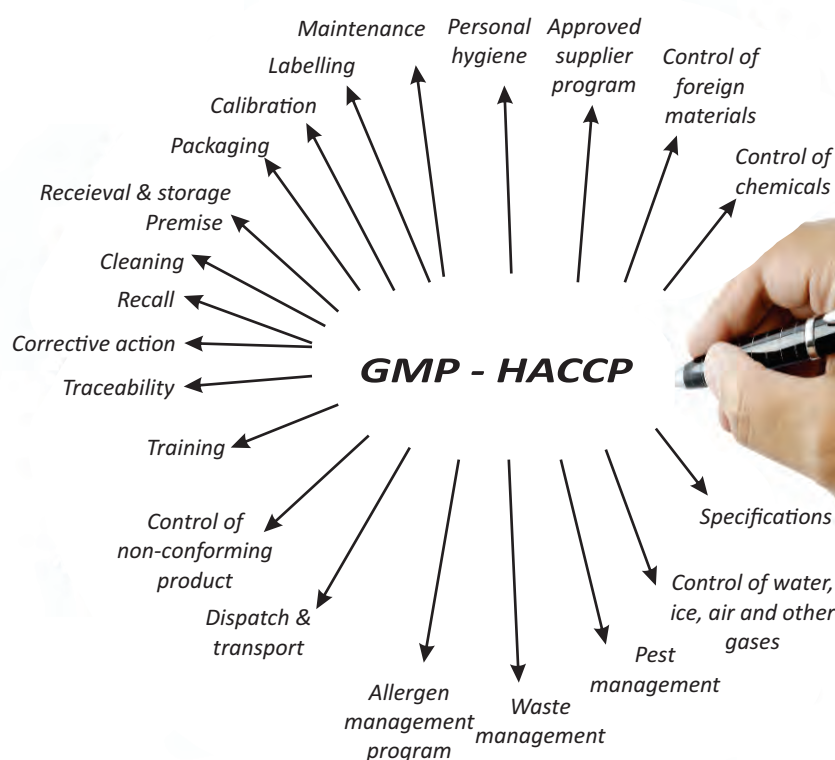 Maintenance
Personal
hygiene
Approved
supplier
program
Control of
foreign
materials
Control of
chemicals
Labelling
Calibration
Packaging
Receieval & storage
Premise
Cleaning
Recall
Corrective action
Traceability
Training
GMP - HACCP
Control of
non-conforming
product
Dispatch &
transport
Allergen
management
program
Waste
management
Pest
management
Control of water,
ice, air and other
gases
Specifications